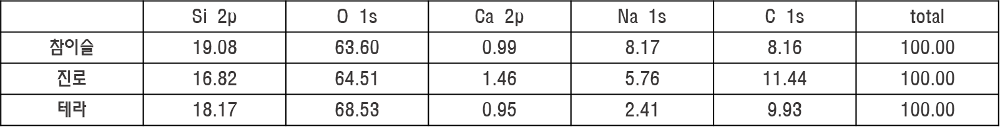 Si 2p O 1s Ca 2p Na 1s C 1s total
참이슬 19.08 63.60 0.99 8.17 8.16 100.00
진로 16.82 64.51 1.46 5.76 11.44 100.00
테라 18.17 68.53 0.95 2.41 9.93 100.00